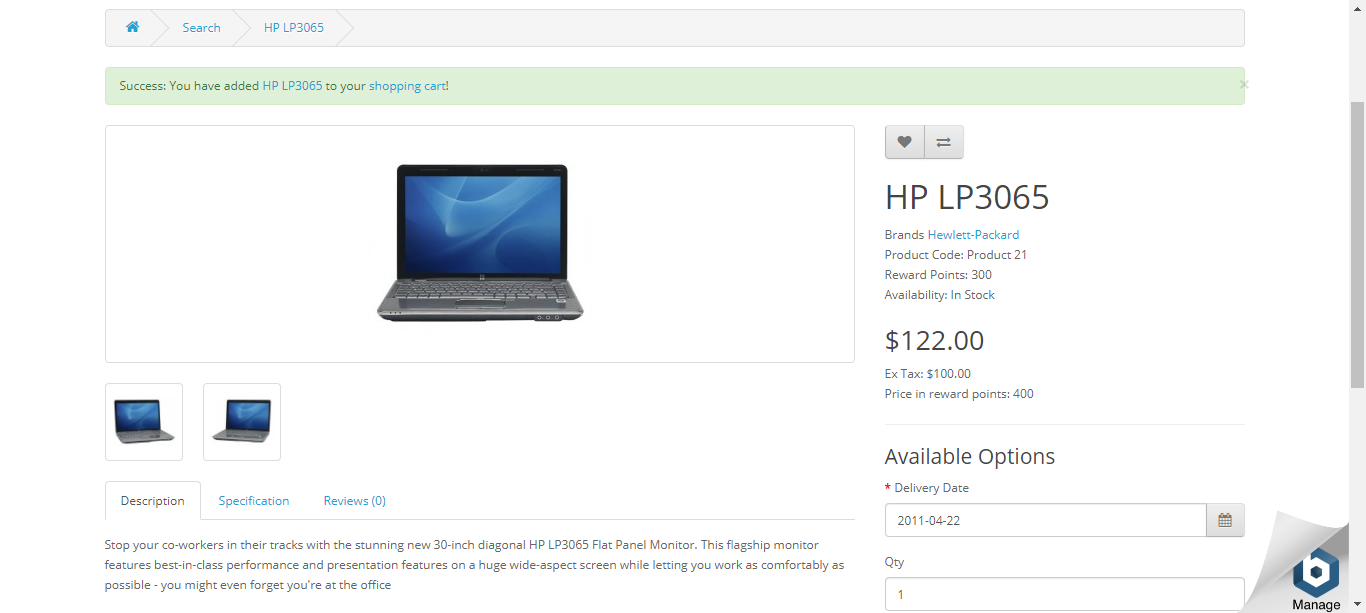 Search
HP LP3065
Success: You have added HP LP3065 to your shopping cart!
×
HP LP3065
Brands Hewlett-Packard
Product Code: Product 21
Reward Points: 300
Availability: In Stock
$122.00
Ex Tax: $100.00
Price in reward points: 400
Available Options
* Delivery Date
2011-04-22
Qty
1
Description
Specification
Reviews (0)
Stop your co-workers in their tracks with the stunning new 30-inch diagonal HP LP3065 Flat Panel Monitor. This flagship monitor
features best-in-class performance and presentation features on a huge wide-aspect screen while letting you work as comfortably as
possible - you might even forget you're at the office
Manage